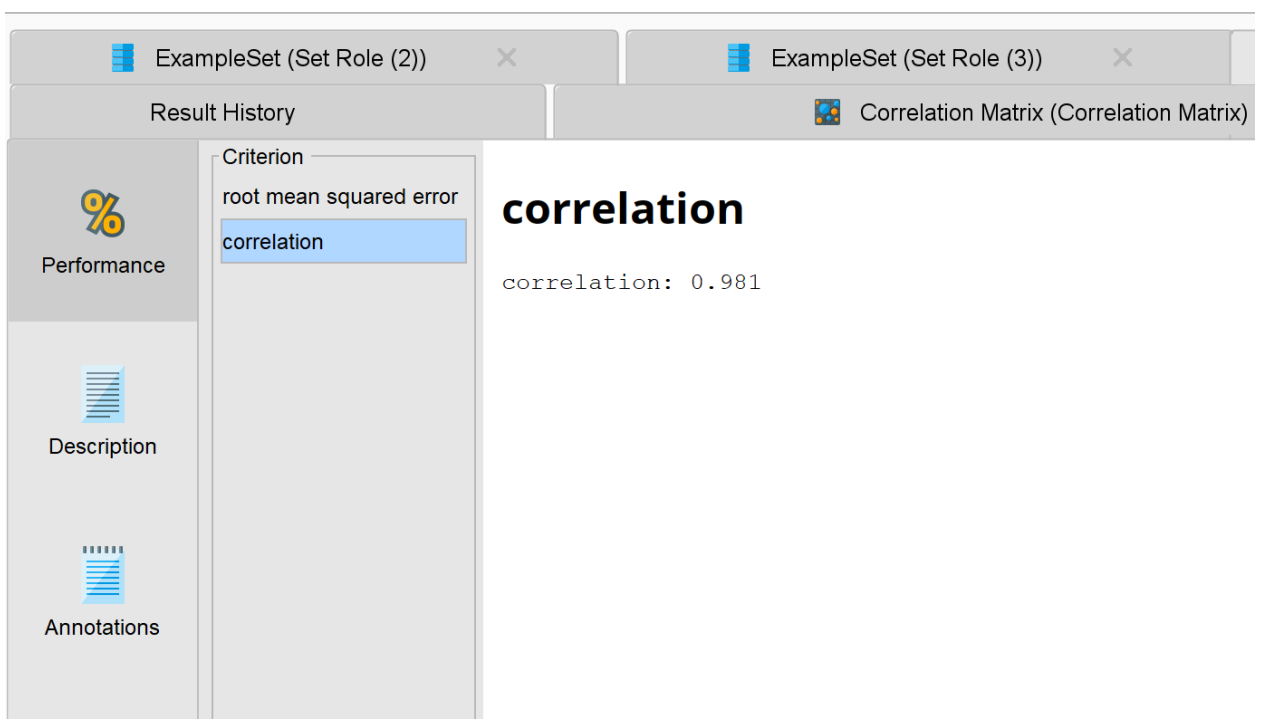 ExampleSet (Set Role (2))
ExampleSet (Set Role (3))
Result History
Correlation Matrix (Correlation Matrix)
%
Performance
Description
Annotations
Criterion
root mean squared error
correlation
correlation
correlation: 0.981